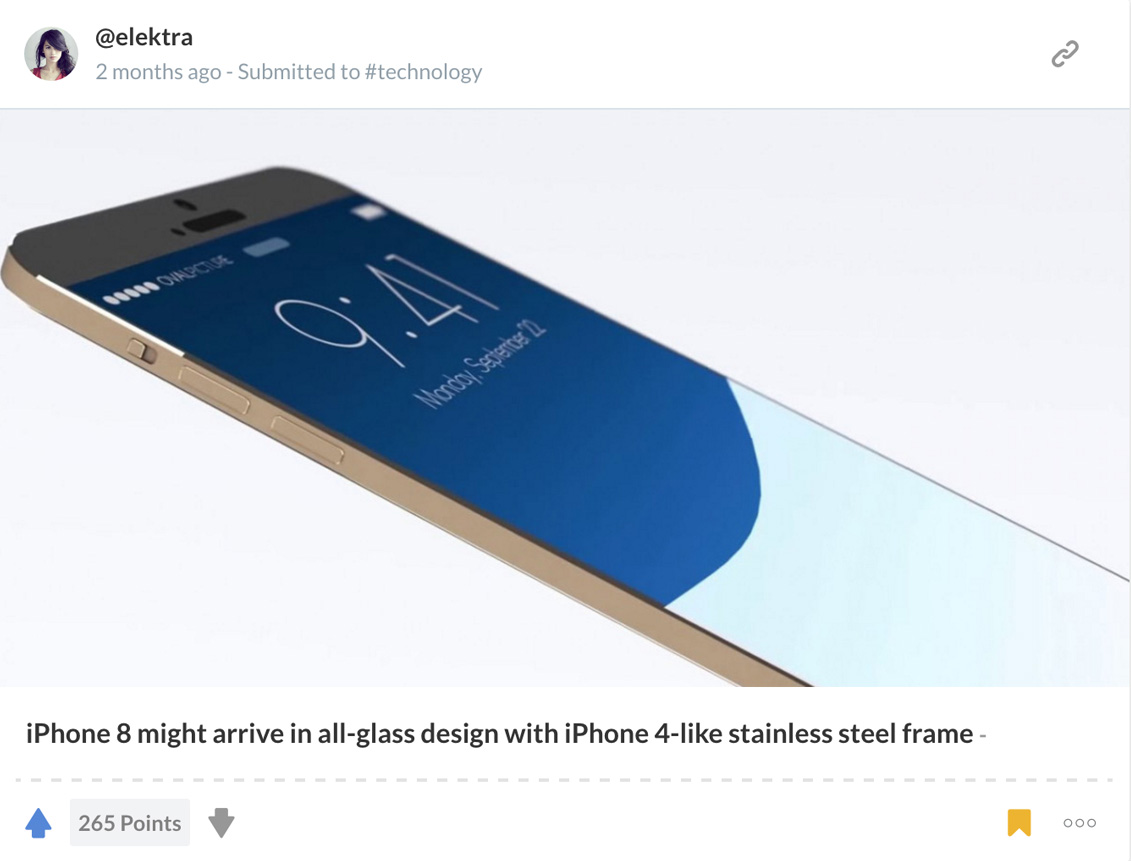 @elektra
2 months ago - Submitted to #technology
OVALPICTURE
9:41
Monday, September 22
iPhone 8 might arrive in all-glass design with iPhone 4-like stainless steel frame -
265 Points